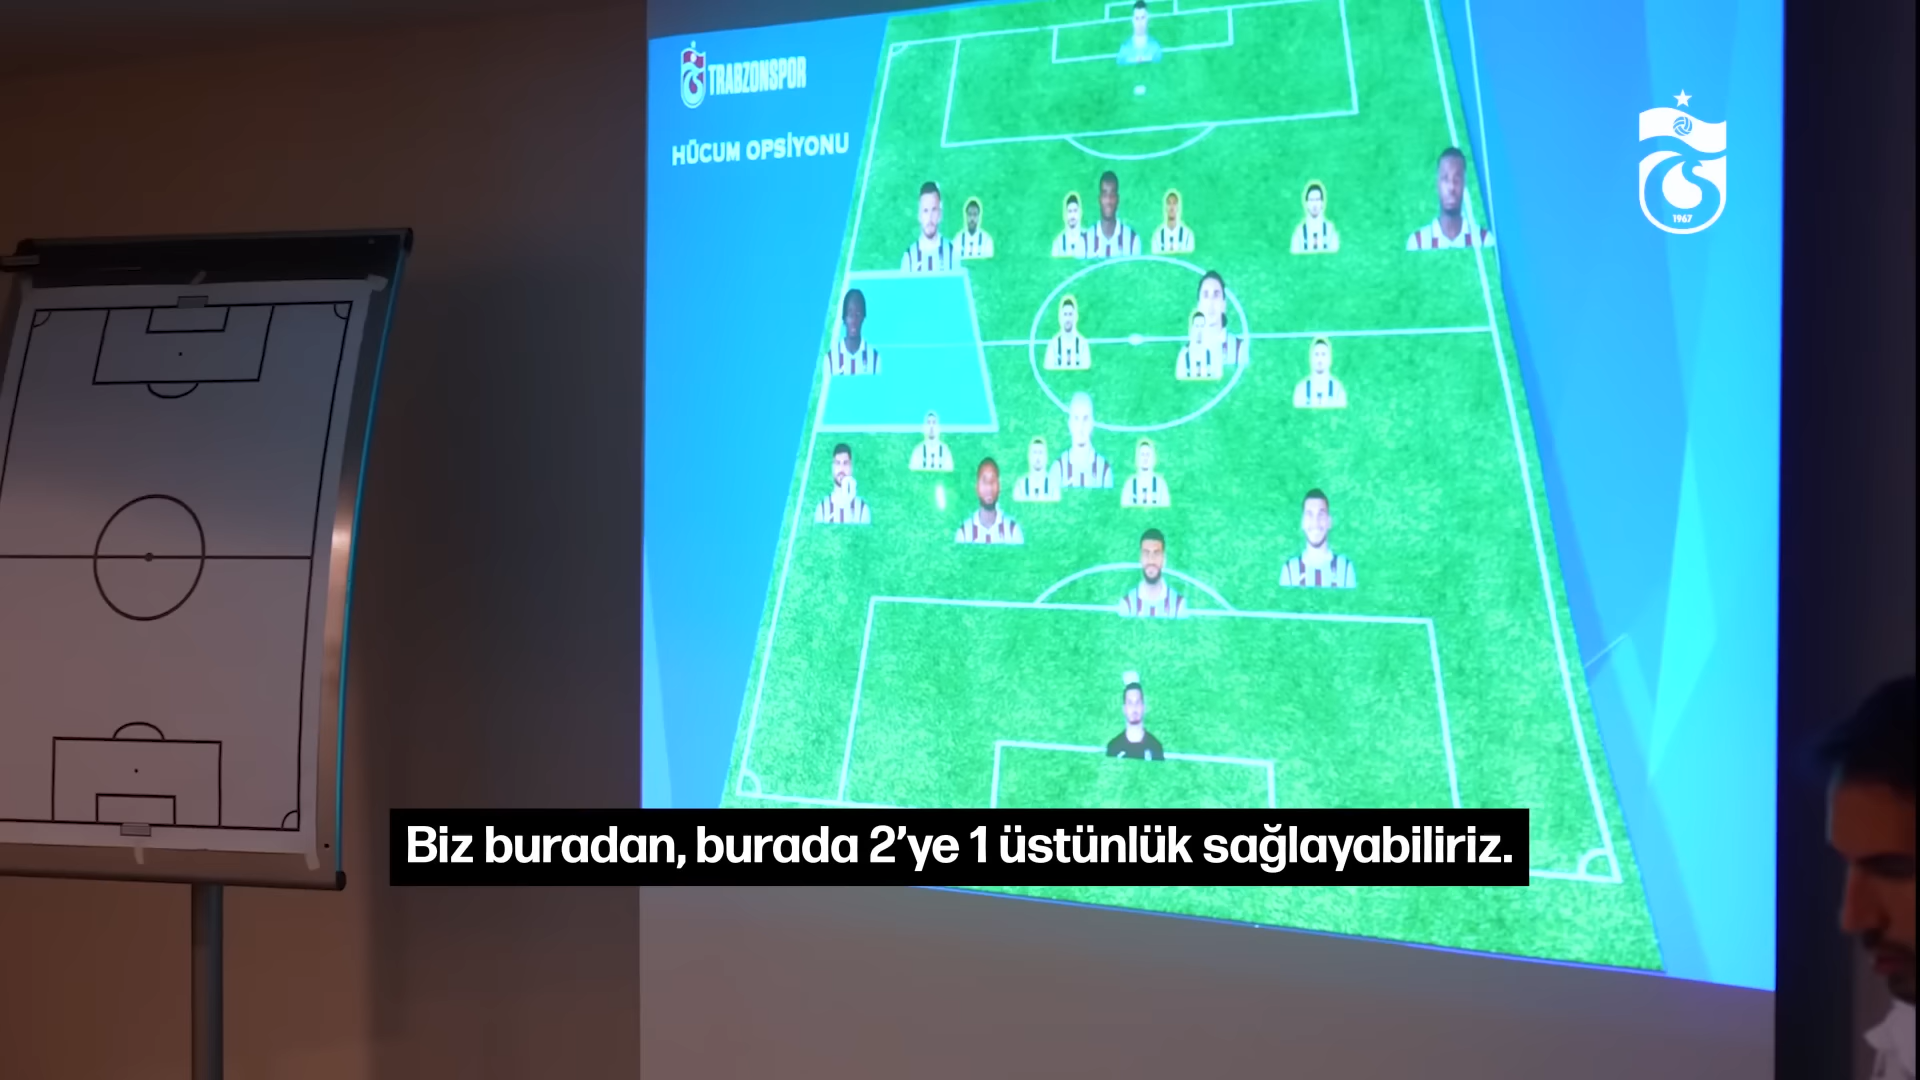 TRABZONSPOR
HÜCUM OPSİYONU
1967
Biz buradan, burada 2’ye 1 üstünlük sağlayabiliriz.